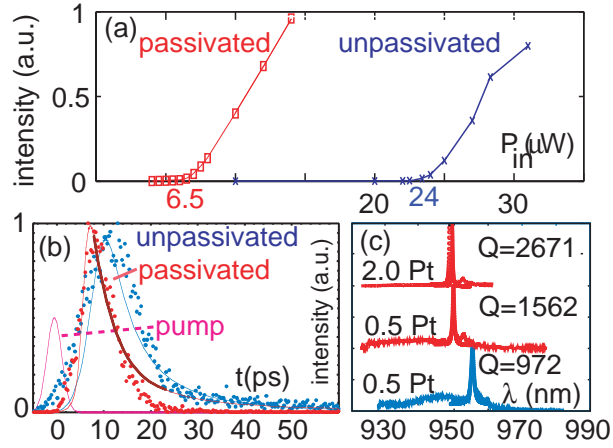 (a)
passivated
unpassivated
intensity (a.u.)
1
0.5
0
P_in(μW)
6.5
20
24
30
(b)
unpassivated
passivated
pump
t(ps)
1
0.5
0
0
10
20
30
40
50
(c)
intensity (a.u.)
Q=2671
2.0 Pt
Q=1562
0.5 Pt
Q=972
0.5 Pt
λ (nm)
930
950
970
990